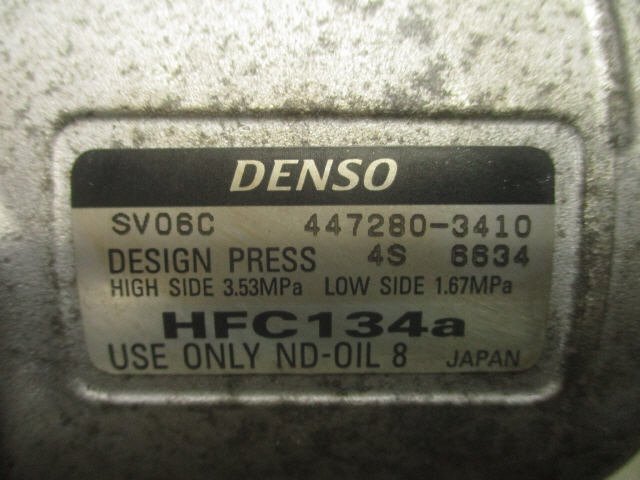 DENSO
SV06C 447280-3410
DESIGN PRESS 4S 6634
HIGH SIDE 3.53MPa LOW SIDE 1.67MPa
HFC134a
USE ONLY ND-OIL 8 JAPAN